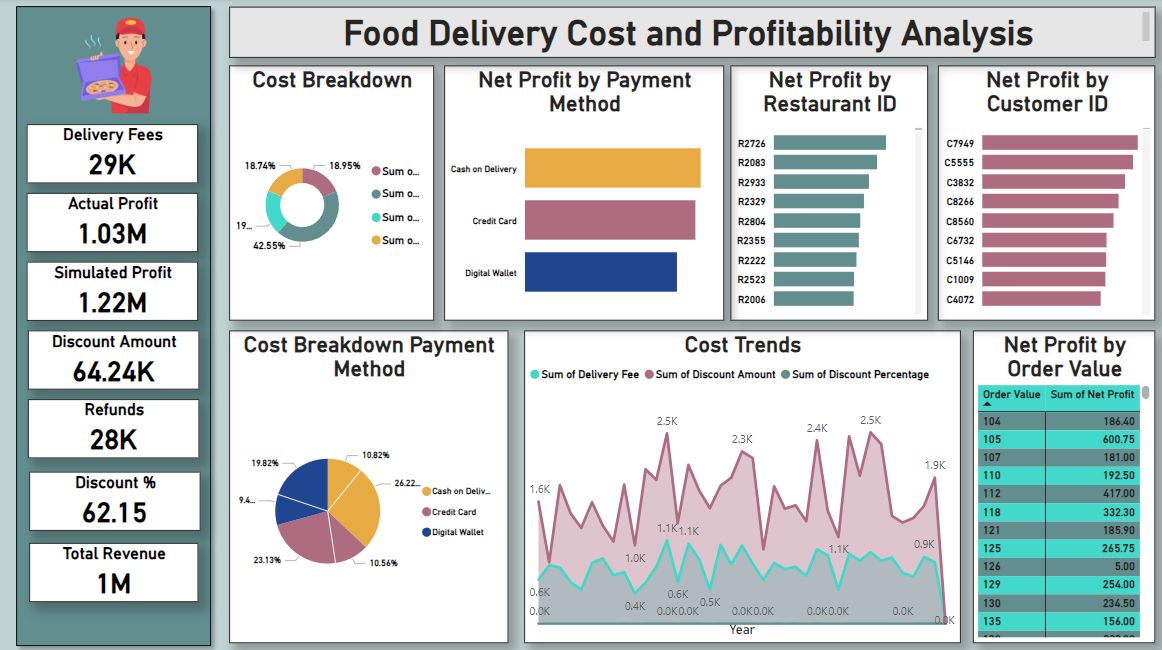 Food Delivery Cost and Profitability Analysis
Delivery Fees
29K
Actual Profit
1.03M
Simulated Profit
1.22M
Discount Amount
64.24K
Refunds
28K
Discount %
62.15
Total Revenue
1M
Cost Breakdown
18.74%
18.95%
19...
42.55%
Sum o...
Sum o...
Sum o...
Sum o...
Net Profit by Payment
Method
Cash on Delivery
Credit Card
Digital Wallet
Net Profit by
Restaurant ID
R2726
R2083
R2933
R2329
R2804
R2355
R2222
R2523
R2006
Net Profit by
Customer ID
C7949
C5555
C3832
C8266
C8560
C6732
C5146
C1009
C4072
Cost Breakdown Payment
Method
19.82%
10.82%
26.22...
9.4...
23.13%
10.56%
Cash on Deliv...
Credit Card
Digital Wallet
Cost Trends
Sum of Delivery Fee Sum of Discount Amount Sum of Discount Percentage
2.5K
2.5K
2.4K
2.3K
1.9K
1.6K
1.1K 1.1K
1.1K
0.9K
1.0K
0.6K
0.6K
0.5K
0.4K
0.0K
0.0K 0.0K
0.0K 0.0K
0.0K 0.0K
0.0K
0.0K
Year
Net Profit by
Order Value
Order Value Sum of Net Profit
104 186.40
105 600.75
107 181.00
110 192.50
112 417.00
118 332.30
121 185.90
125 265.75
126 5.00
129 254.00
130 234.50
135 156.00